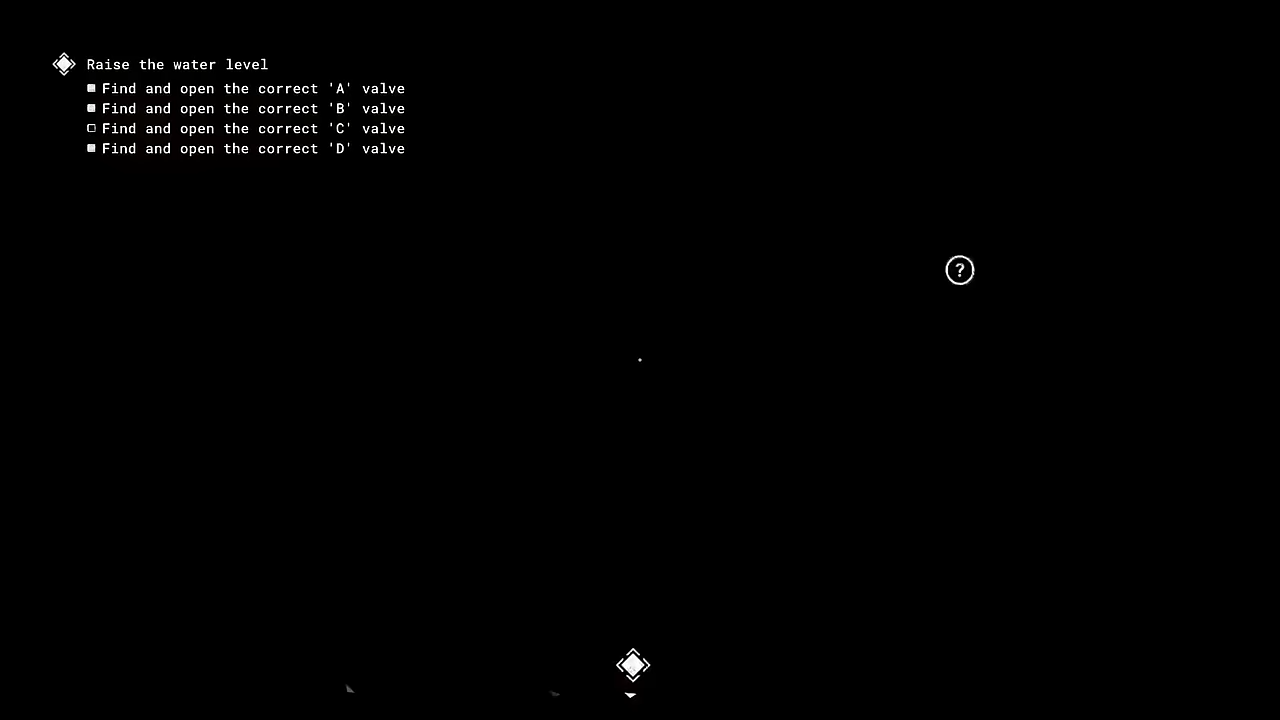 Raise the water level
Find and open the correct 'A' valve
Find and open the correct 'B' valve
Find and open the correct 'C' valve
Find and open the correct 'D' valve
?